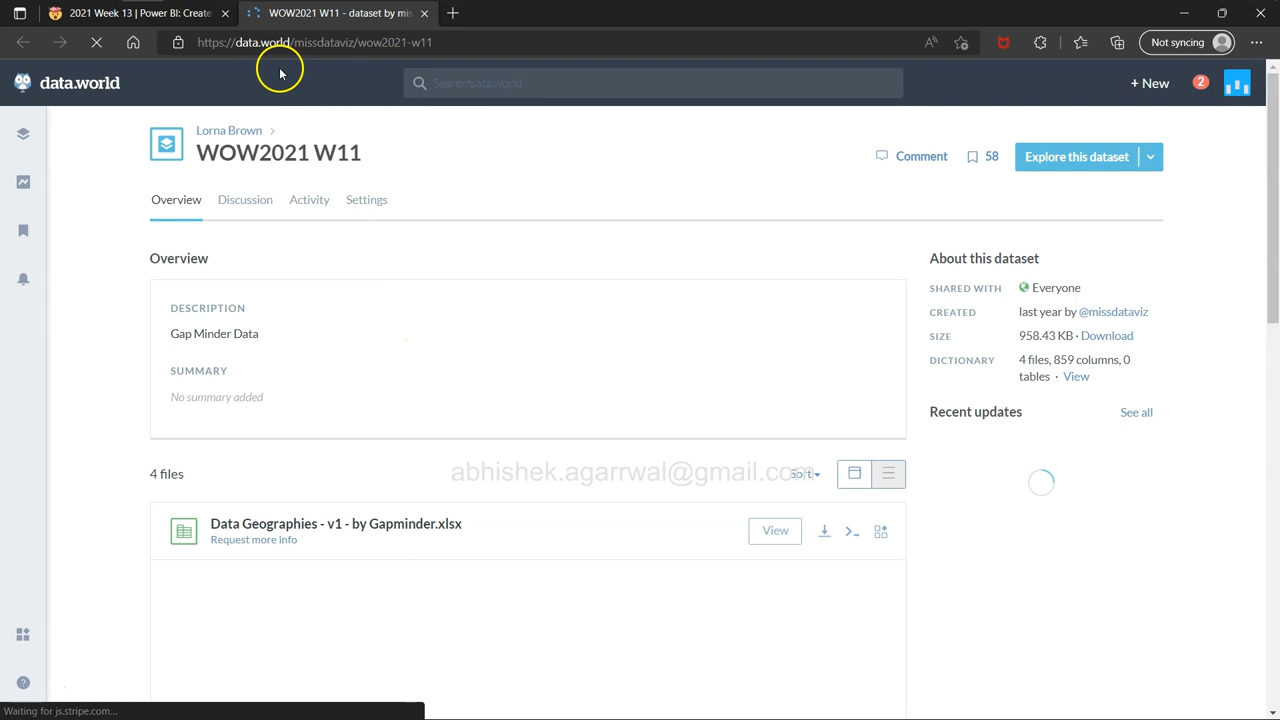 2021 Week 13 | Power BI: Create
WOW2021 W11 - dataset by mis
https://data.world/missdataviz/wow2021-w11
Not syncing
data.world
Search data.world
+ New
2
Lorna Brown >
WOW2021 W11
Comment
58
Explore this dataset
Overview
Discussion
Activity
Settings
Overview
DESCRIPTION
Gap Minder Data
SUMMARY
No summary added
About this dataset
SHARED WITH
Everyone
CREATED
last year by @missdataviz
SIZE
958.43 KB · Download
DICTIONARY
4 files, 859 columns, 0
tables · View
Recent updates
See all
4 files
abhishek.agarrwal@gmail.com
Sort
Data Geographies - v1 - by Gapminder.xlsx
Request more info
View
Waiting for js.stripe.com...